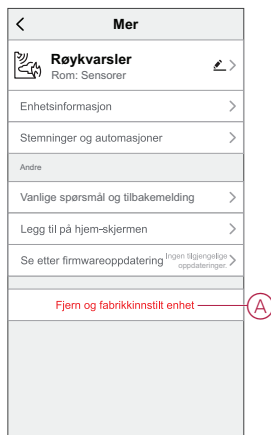 Mer
Røykvarsler
Rom: Sensorer
Enhetsinformasjon
Stemninger og automasjoner
Andre
Vanlige spørsmål og tilbakemelding
Legg til på hjem-skjermen
Se etter firmwareoppdatering
Ingen tilgjengelige
oppdateringer.
Fjern og fabrikkinnstilt enhet
A